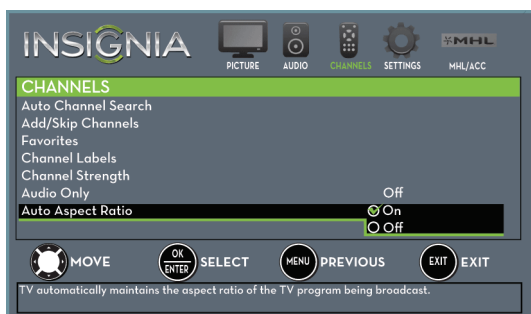 INSIGNIA
PICTURE AUDIO CHANNELS SETTINGS MHL MHL/ACC
CHANNELS
Auto Channel Search
Add/Skip Channels
Favorites
Channel Labels
Channel Strength
Audio Only Off
Auto Aspect Ratio On
Off
MOVE OK ENTER SELECT MENU PREVIOUS EXIT EXIT
TV automatically maintains the aspect ratio of the TV program being broadcast.